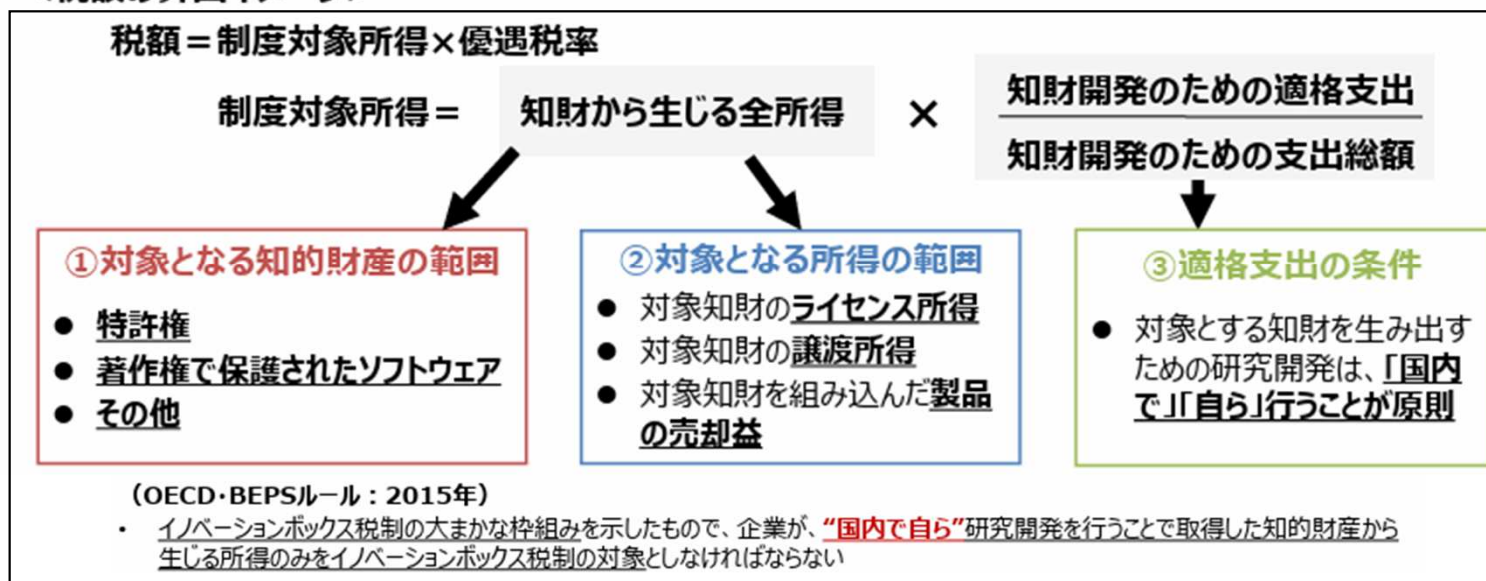 税額＝制度対象所得×優遇税率
制度対象所得＝ 知財から生じる全所得 × 知財開発のための適格支出
知財開発のための支出総額
①対象となる知的財産の範囲
● 特許権
● 著作権で保護されたソフトウェア
● その他
②対象となる所得の範囲
● 対象知財のライセンス所得
● 対象知財の譲渡所得
● 対象知財を組み込んだ製品
の売却益
③適格支出の条件
● 対象とする知財を生み出す
ための研究開発は、「国内
で」「自ら」行うことが原則
（OECD・BEPSルール：2015年）
・ イノベーションボックス税制の大まかな枠組みを示したもので、企業が、“国内で自ら”研究開発を行うことで取得した知的財産から
生じる所得のみをイノベーションボックス税制の対象としなければならない